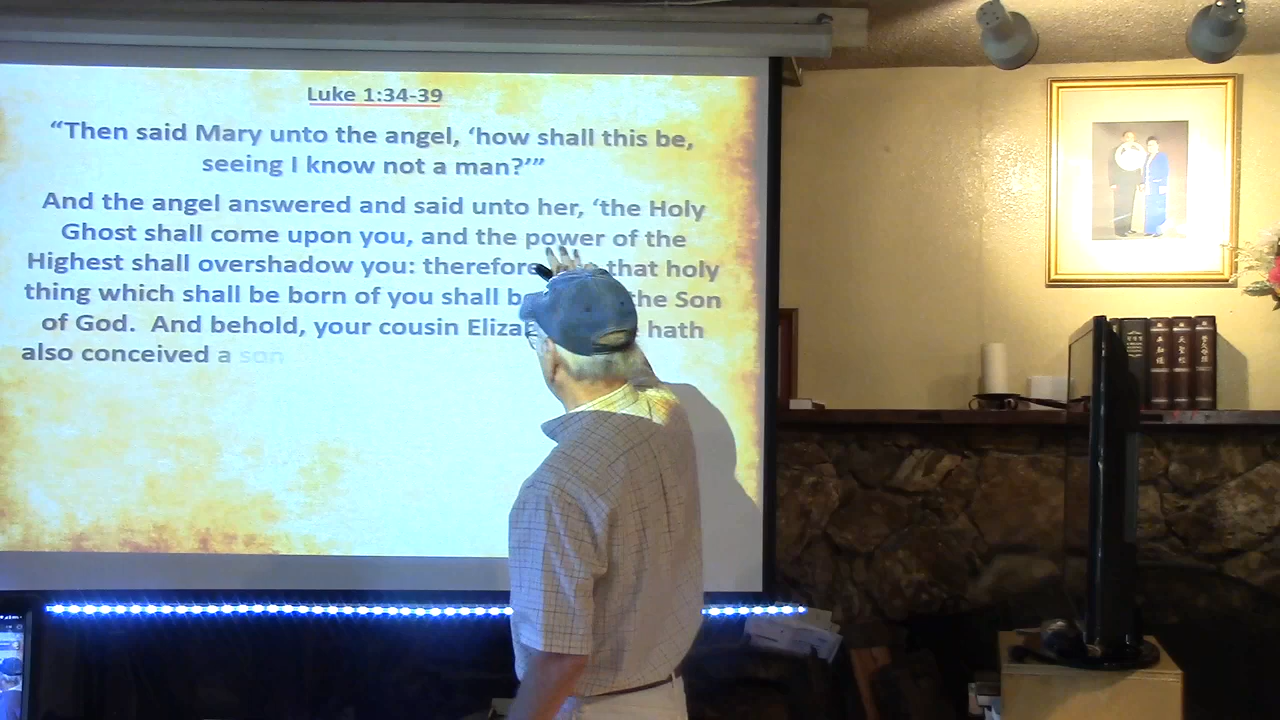 Luke 1:34-39
“Then said Mary unto the angel, ‘how shall this be,
seeing I know not a man?’”
And the angel answered and said unto her, ‘the Holy
Ghost shall come upon you, and the power of the
Highest shall overshadow you: therefore that holy
thing which shall be born of you shall the Son
of God. And behold, your cousin hath
also conceived a son